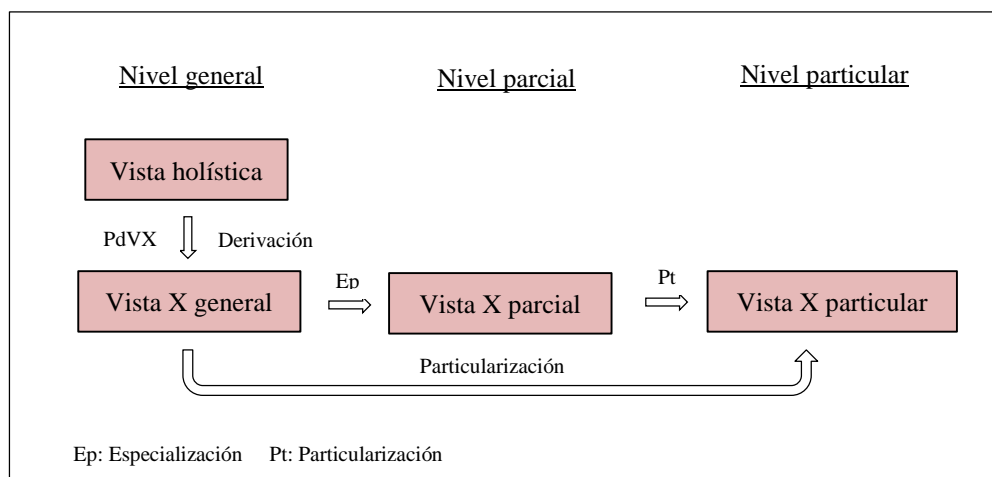 Nivel general
Nivel parcial
Nivel particular
Vista holística
PdVX
Derivación
Vista X general
Ep
Vista X parcial
Pt
Vista X particular
Particularización
Ep: Especialización Pt: Particularización